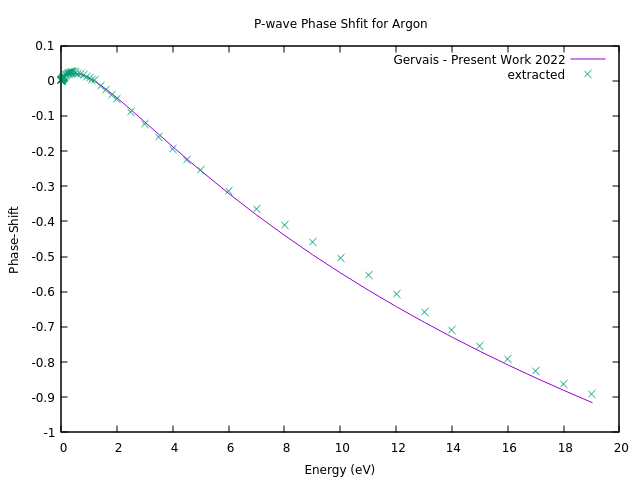 P-wave Phase Shfit for Argon
Gervais - Present Work 2022
extracted
0.1
0
-0.1
-0.2
-0.3
-0.4
-0.5
-0.6
-0.7
-0.8
-0.9
-1
Phase-Shift
0 2 4 6 8 10 12 14 16 18 20
Energy (eV)